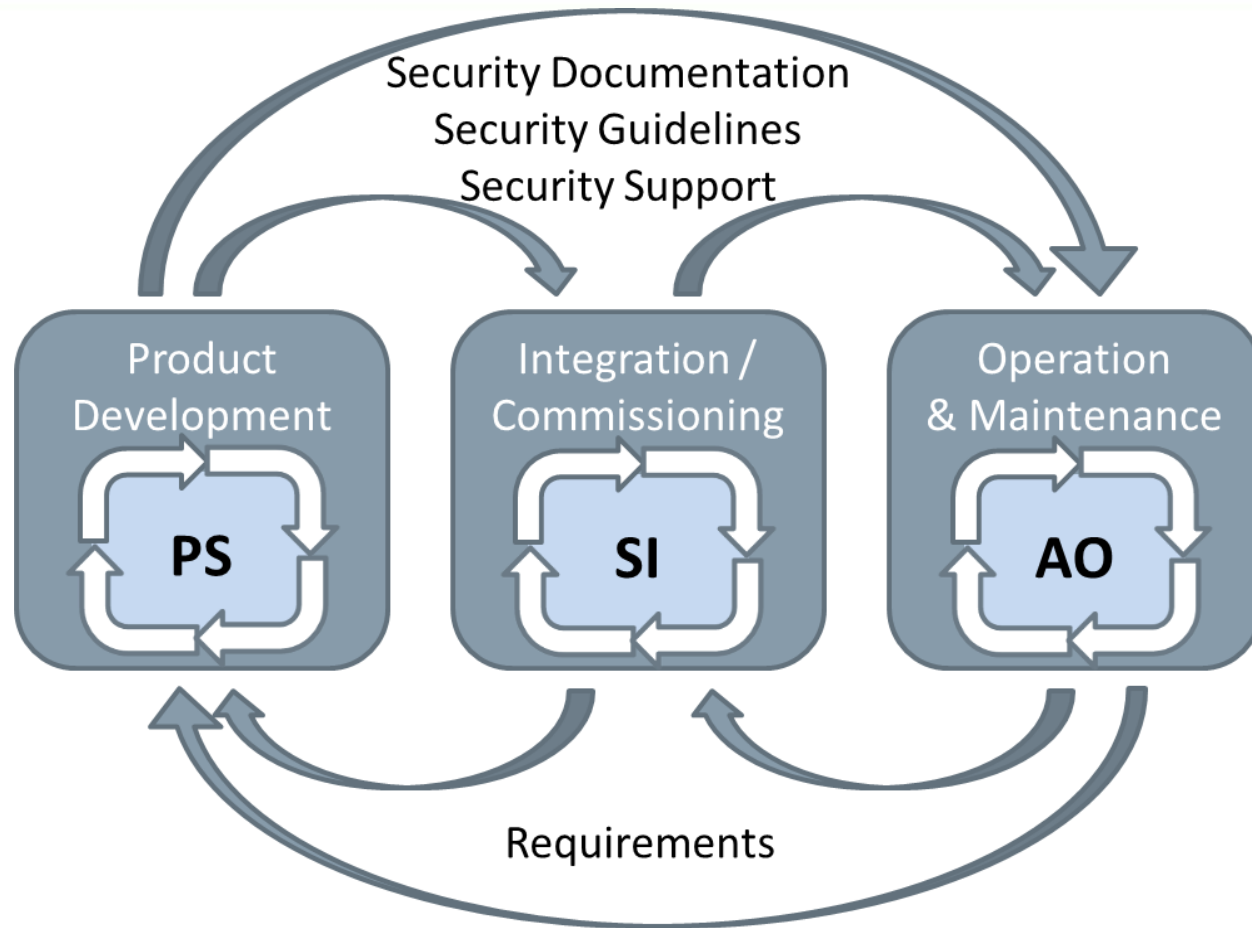 Security Documentation
Security Guidelines
Security Support
Product
Development
PS
Integration /
Commissioning
SI
Operation
& Maintenance
AO
Requirements